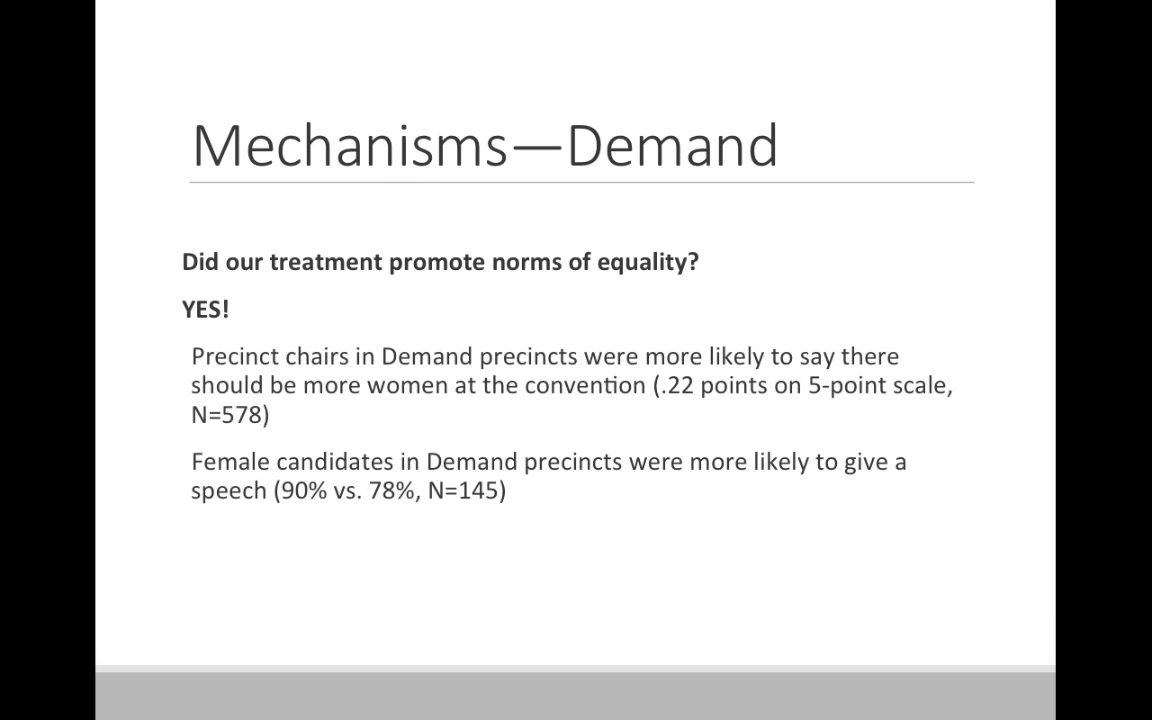 Mechanisms—Demand
Did our treatment promote norms of equality?
YES!
Precinct chairs in Demand precincts were more likely to say there
should be more women at the convention (.22 points on 5-point scale,
N=578)
Female candidates in Demand precincts were more likely to give a
speech (90% vs. 78%, N=145)